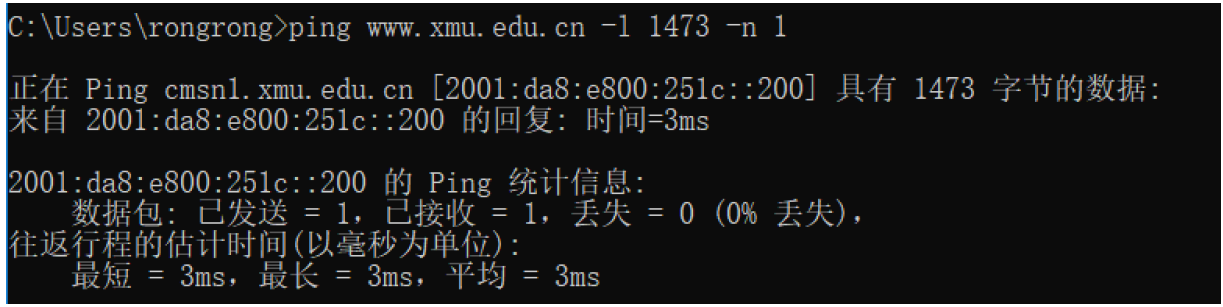 C:\Users\rongrong>ping www.xmu.edu.cn -l 1473 -n 1
正在 Ping cmsn1.xmu.edu.cn [2001:da8:e800:251c::200] 具有 1473 字节的数据:
来自 2001:da8:e800:251c::200 的回复: 时间=3ms
2001:da8:e800:251c::200 的 Ping 统计信息:
数据包: 已发送 = 1，已接收 = 1，丢失 = 0 (0% 丢失)，
往返行程的估计时间(以毫秒为单位):
最短 = 3ms，最长 = 3ms，平均 = 3ms